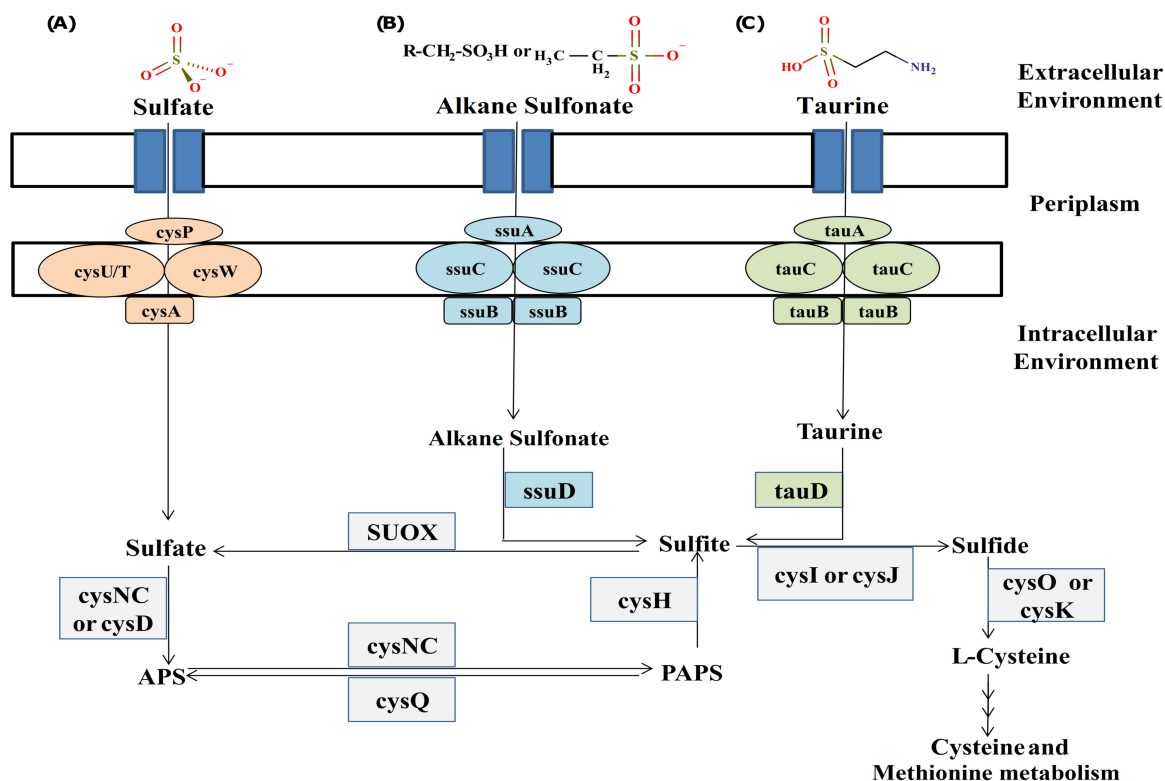 (A)
(B)
(C)
O
S
O
O⁻
O⁻
R-CH₂-SO₃H or
H₃C
C
H₂
O
S
O
O⁻
O
S
HO
O
NH₂
Sulfate
Alkane Sulfonate
Taurine
Extracellular
Environment
Periplasm
cysP
ssuA
tauA
cysU/T
cysW
ssuC
ssuC
tauC
tauC
cysA
ssuB
ssuB
tauB
tauB
Intracellular
Environment
Alkane Sulfonate
Taurine
ssuD
tauD
Sulfate
SUOX
Sulfite
Sulfide
cysI or cysJ
cysNC
or cysD
cysH
cysO or
cysK
cysNC
APS
PAPS
cysQ
L-Cysteine
Cysteine and
Methionine metabolism